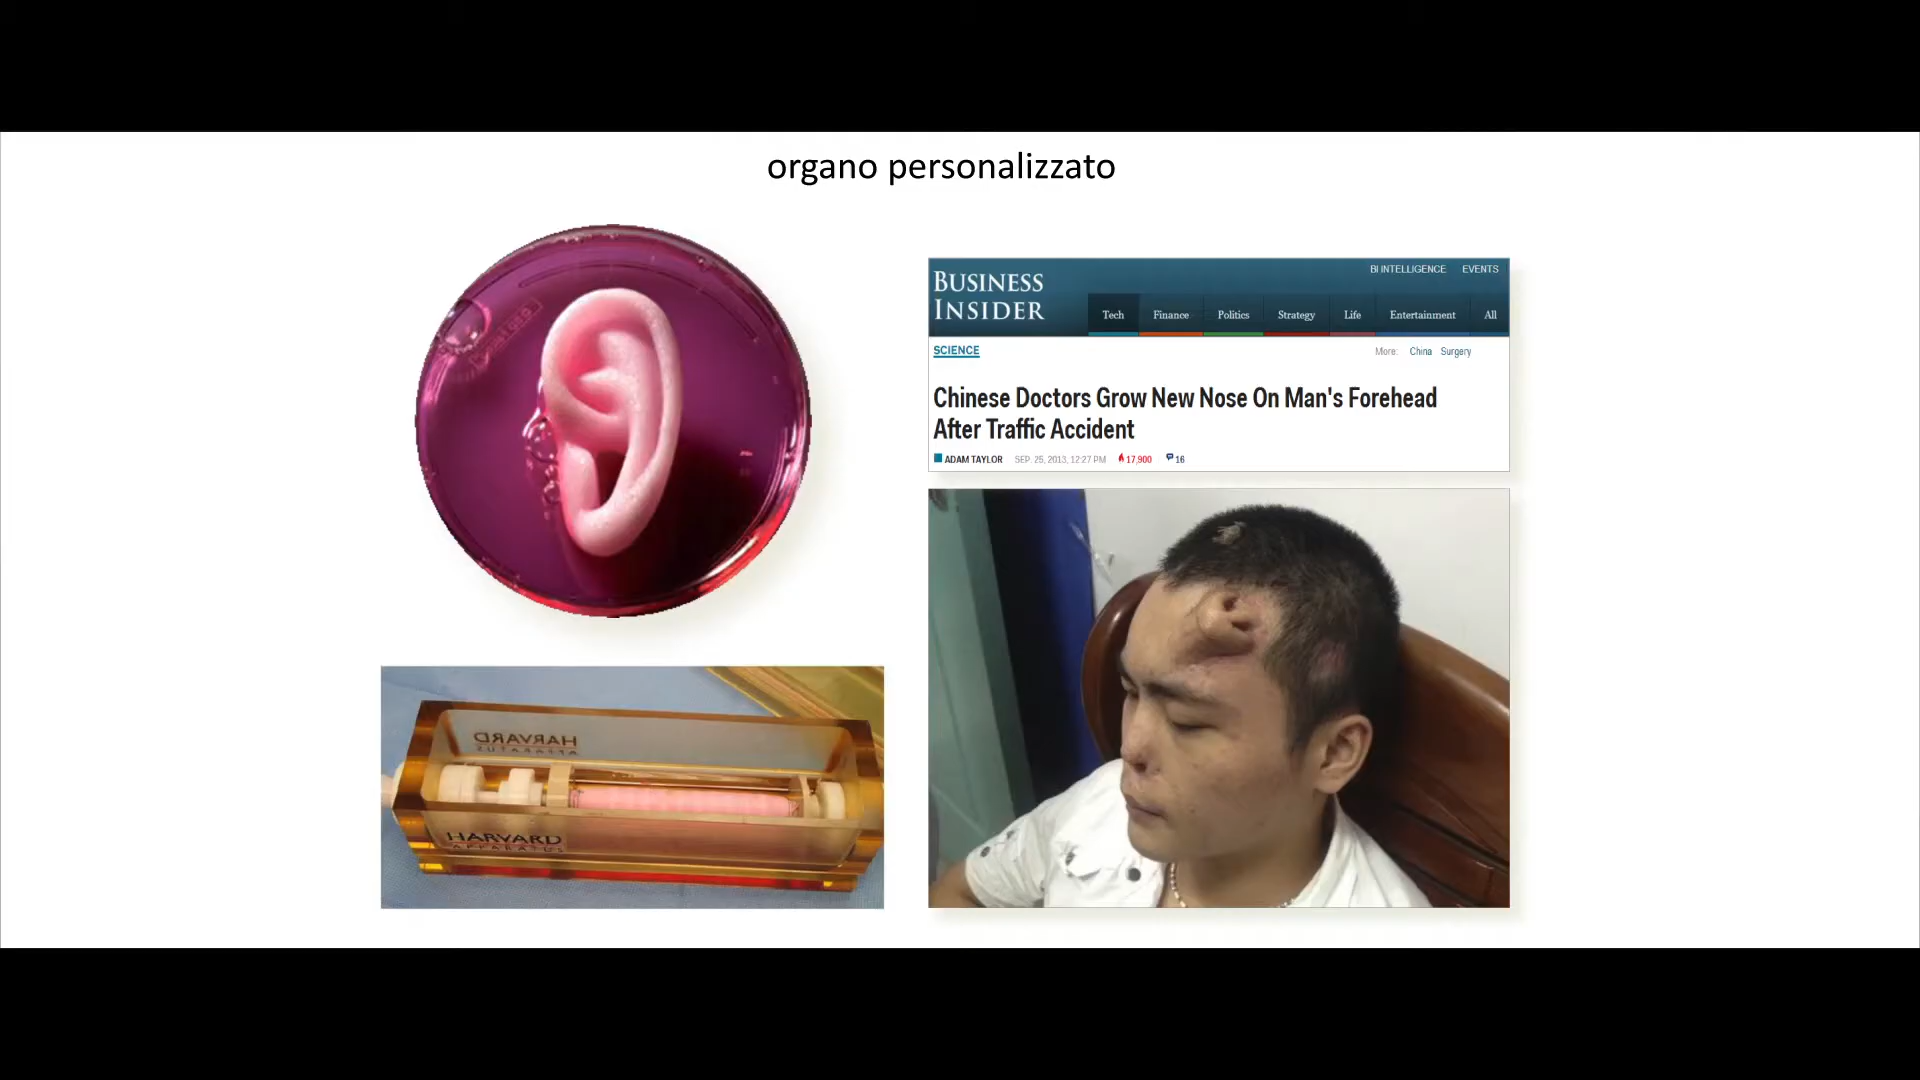 organo personalizzato
BUSINESS
INSIDER
BI INTELLIGENCE EVENTS
Tech Finance Politics Strategy Life Entertainment All
SCIENCE
More: China Surgery
Chinese Doctors Grow New Nose On Man's Forehead
After Traffic Accident
ADAM TAYLOR SEP. 25, 2013, 12:27 PM 17,900 16
HARVARD
APPARATUS
HARVARD
APPARATUS